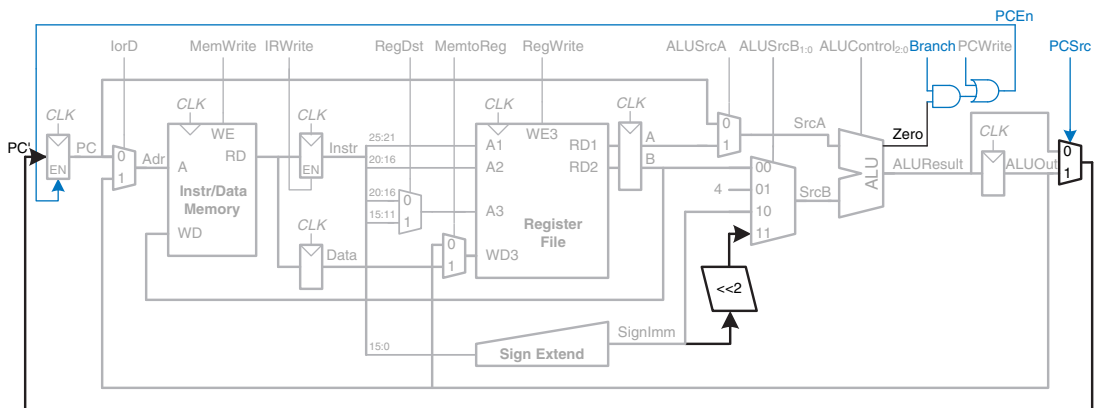 PCEn
IorD MemWrite IRWrite RegDst MemtoReg RegWrite ALUSrcA ALUSrcB1:0 ALUControl2:0 Branch PCWrite PCSrc
CLK CLK CLK CLK CLK CLK
PC' PC EN
0 1 Adr
WE A RD Instr/Data Memory WD
EN Instr
CLK Data
25:21
20:16
20:16 0
15:11 1
0 1
WE3 A1 RD1 A2 RD2 A3 Register File WD3
A
B
0 1 SrcA
4 00 01 10 11 SrcB
Zero
ALU ALUResult ALUOut
0 1
<<2
15:0 Sign Extend SignImm